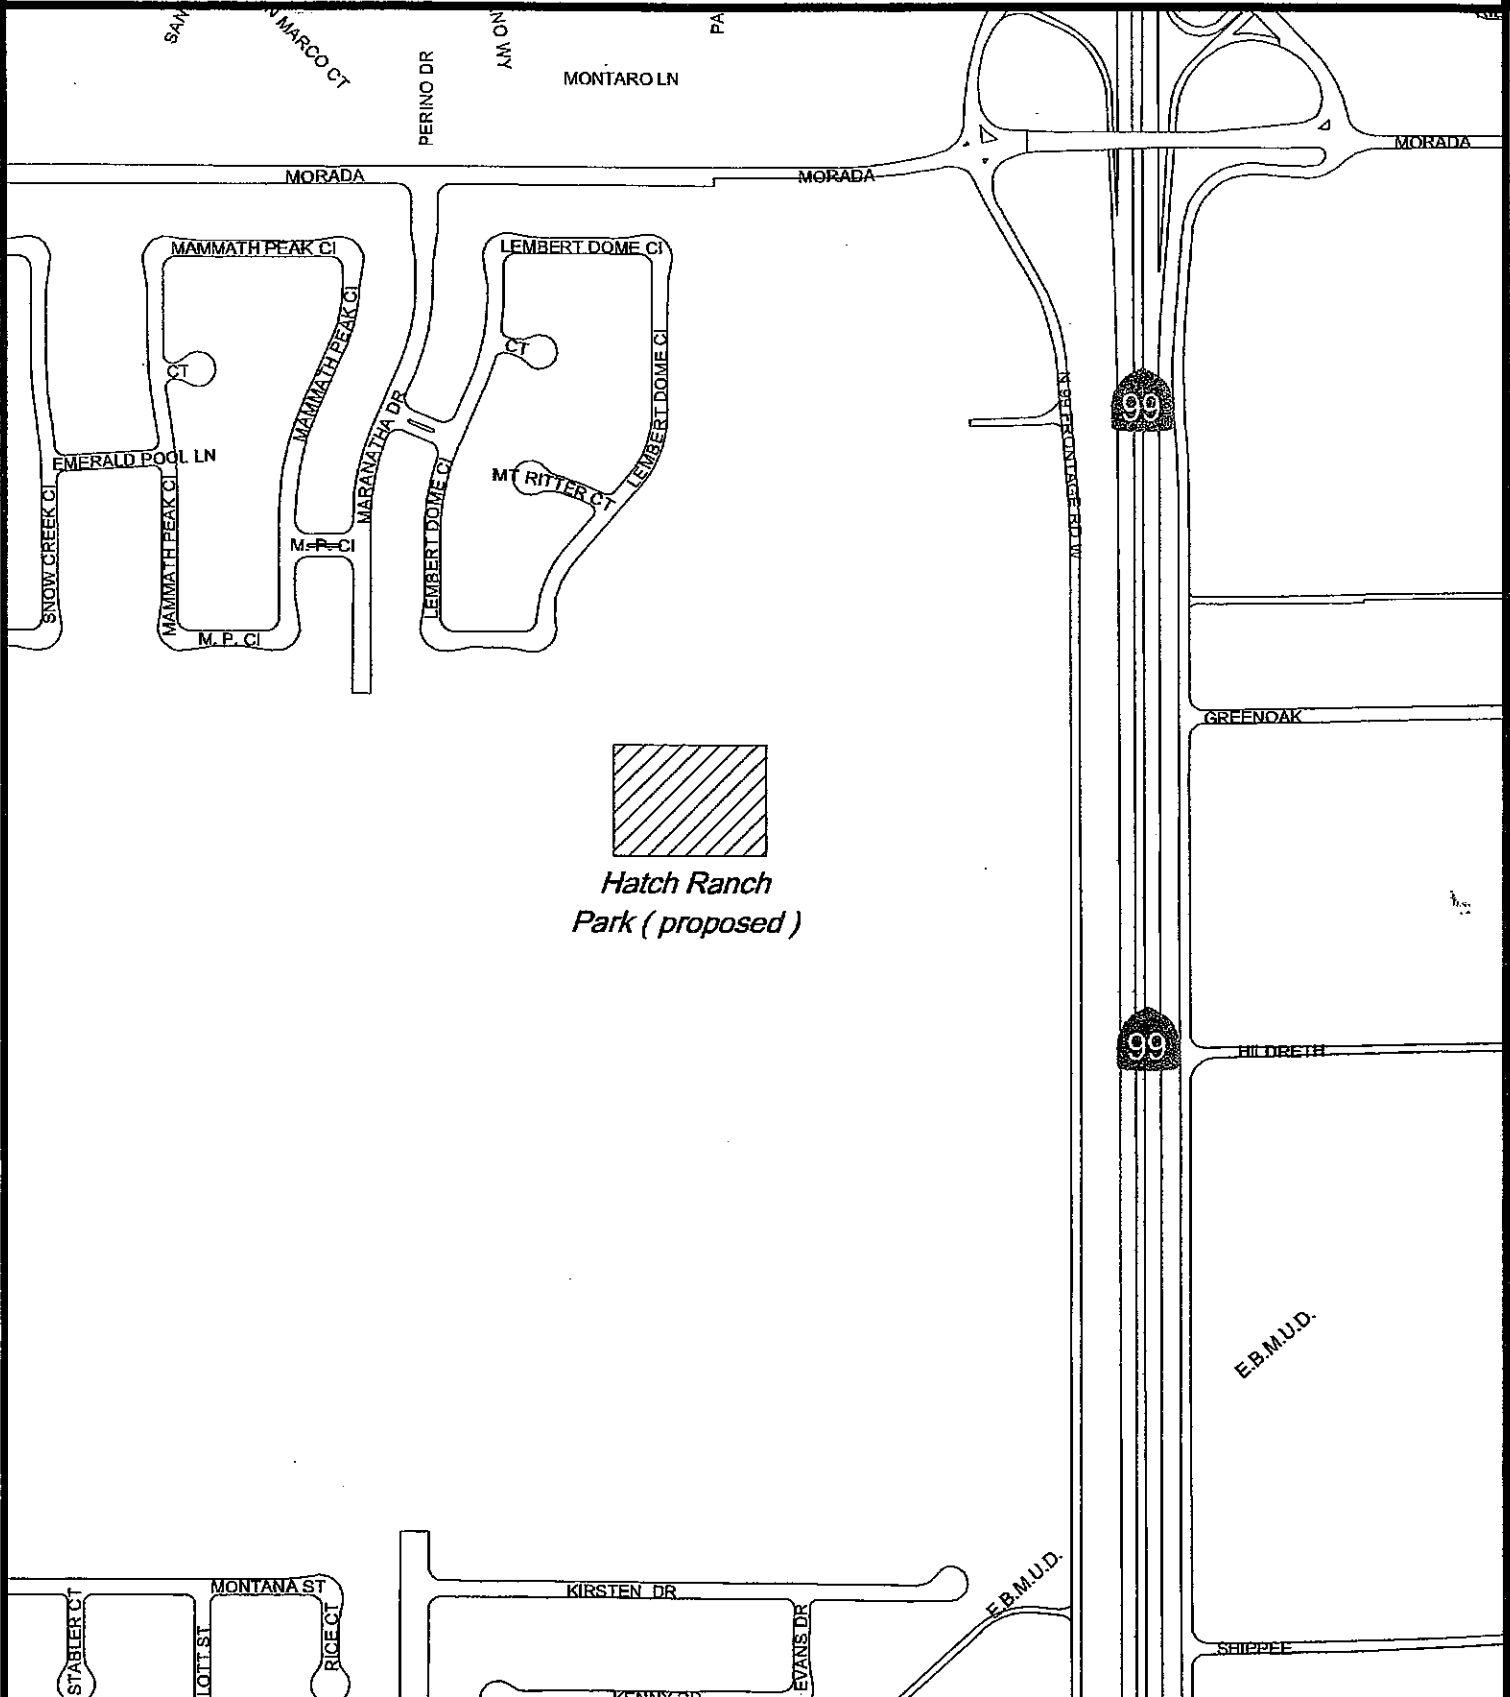 MARCO CT
PERINO DR
MONTARO LN
MORADA
MORADA
MORADA
MAMMATH PEAK CI
LEMBERT DOME CI
MAMMATH PEAK CI
CT
CT
LEMBERT DOME CI
99
N 99 FRONTAGE RD W
MARANATHA DR
EMERALD POOL LN
MT RITTER CT
LEMBERT DOME CI
SNOW CREEK CI
MAMMATH PEAK CI
LEMBERT DOME CI
LEMBERT DOME CI
M. P. CI
M. P. CI
GREENOAK
Hatch Ranch
Park ( proposed )
99
HILDRETH
E.B.M.U.D.
E.B.M.U.D.
MONTANA ST
KIRSTEN DR
STABLER CT
LOTT ST
RICE CT
EVANS DR
SHIPPEE